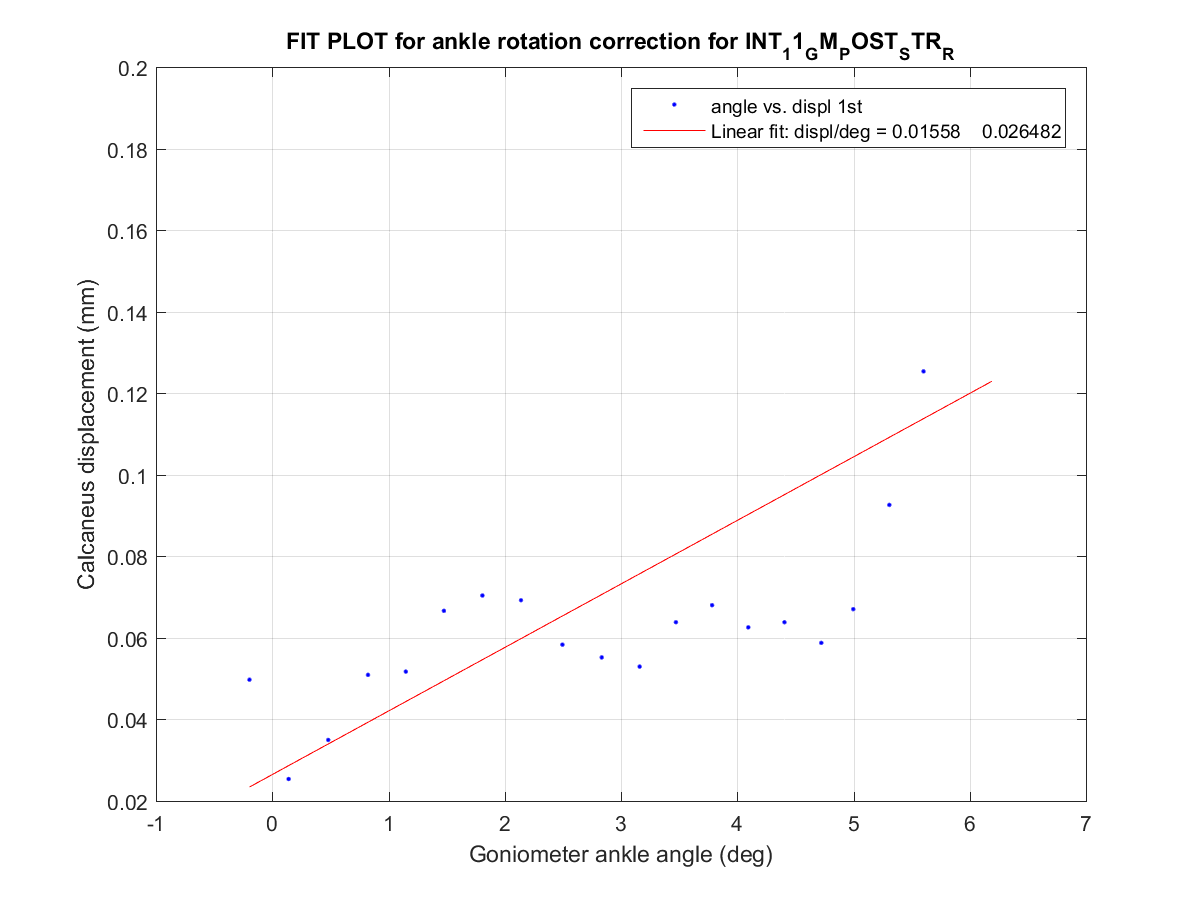 FIT PLOT for ankle rotation correction for INT₁1_GM_POST_STR_R
0.2
angle vs. displ 1st
Linear fit: displ/deg = 0.01558 0.026482
0.18
0.16
0.14
0.12
0.1
0.08
0.06
0.04
0.02
Calcaneus displacement (mm)
-1 0 1 2 3 4 5 6 7
Goniometer ankle angle (deg)